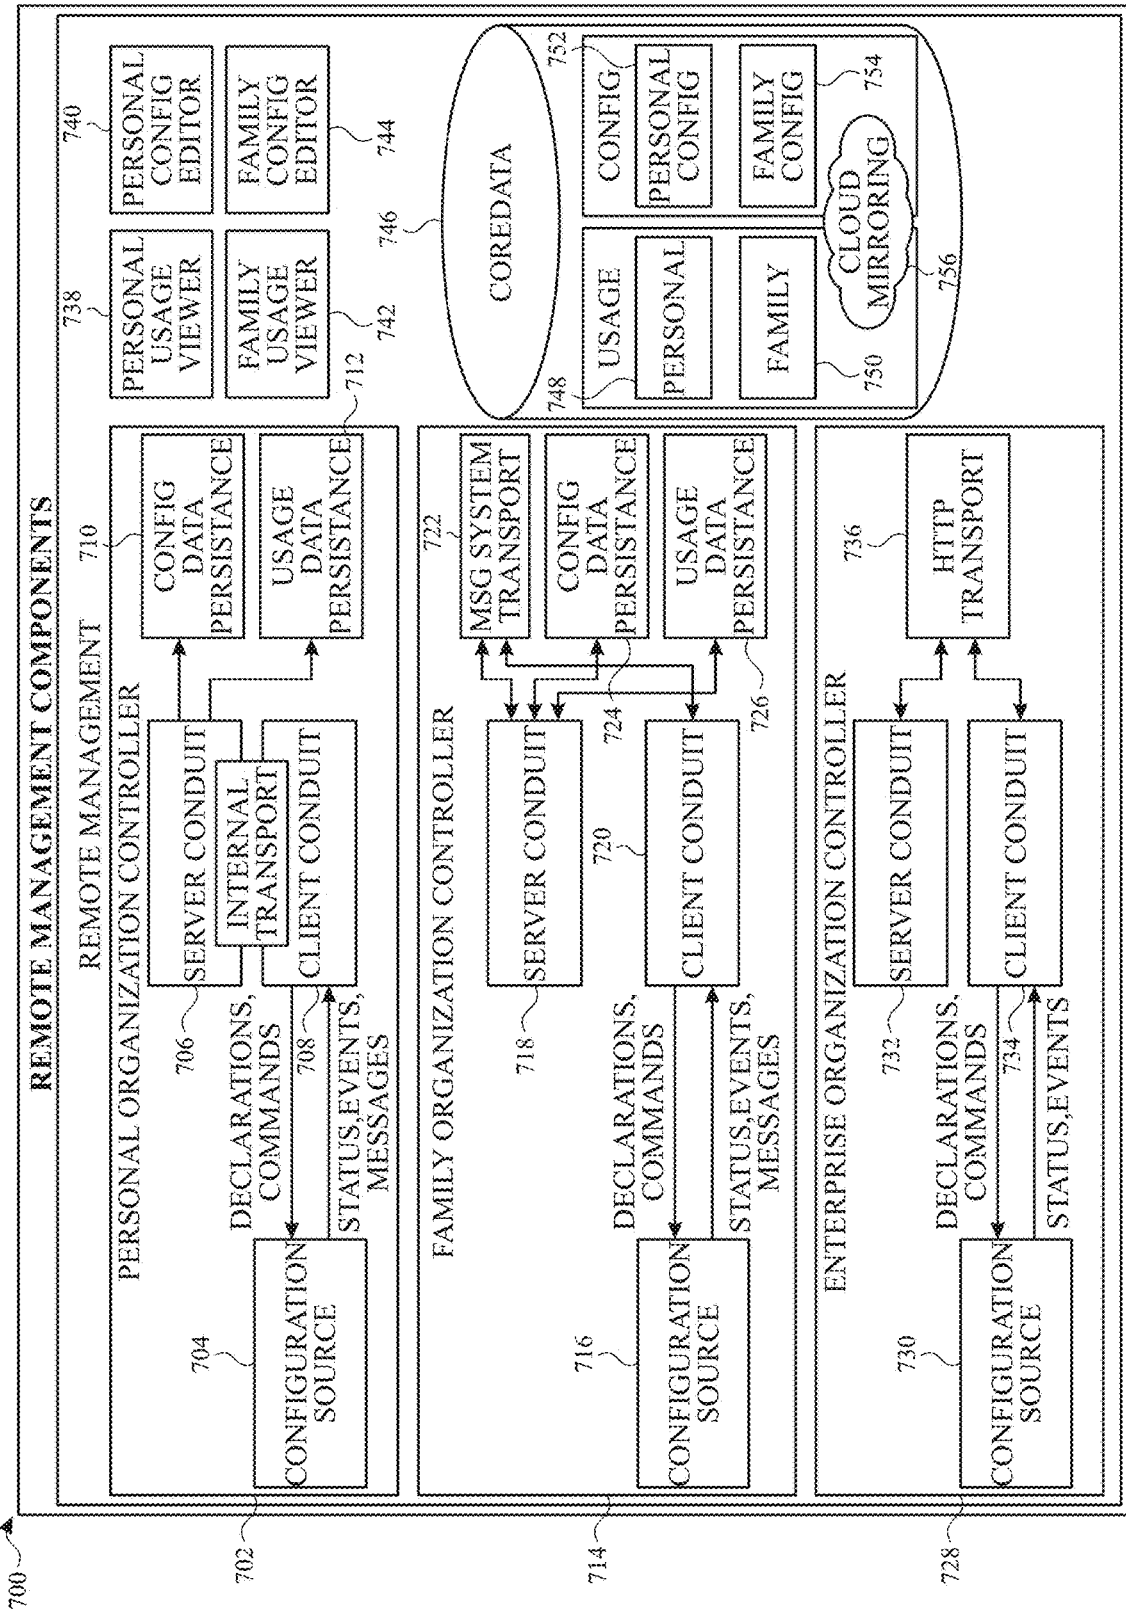 700
REMOTE MANAGEMENT COMPONENTS
REMOTE MANAGEMENT
702
PERSONAL ORGANIZATION CONTROLLER
704
CONFIGURATION
SOURCE
DECLARATIONS,
COMMANDS
STATUS,EVENTS,
MESSAGES
706
SERVER CONDUIT
INTERNAL
TRANSPORT
708
CLIENT CONDUIT
710
CONFIG
DATA
PERSISTANCE
USAGE
DATA
PERSISTANCE
712
738
PERSONAL
USAGE
VIEWER
740
PERSONAL
CONFIG
EDITOR
FAMILY
USAGE
VIEWER
742
FAMILY
CONFIG
EDITOR
744
714
FAMILY ORGANIZATION CONTROLLER
716
CONFIGURATION
SOURCE
DECLARATIONS,
COMMANDS
STATUS,EVENTS,
MESSAGES
SERVER CONDUIT
718
720
CLIENT CONDUIT
722
MSG SYSTEM
TRANSPORT
CONFIG
DATA
PERSISTANCE
724
USAGE
DATA
PERSISTANCE
726
746
COREDATA
USAGE
748
PERSONAL
FAMILY
750
CONFIG
752
PERSONAL
CONFIG
FAMILY
CONFIG
754
CLOUD
MIRRORING
756
728
ENTERPRISE ORGANIZATION CONTROLLER
730
CONFIGURATION
SOURCE
DECLARATIONS,
COMMANDS
STATUS,EVENTS
SERVER CONDUIT
732
CLIENT CONDUIT
734
736
HTTP
TRANSPORT